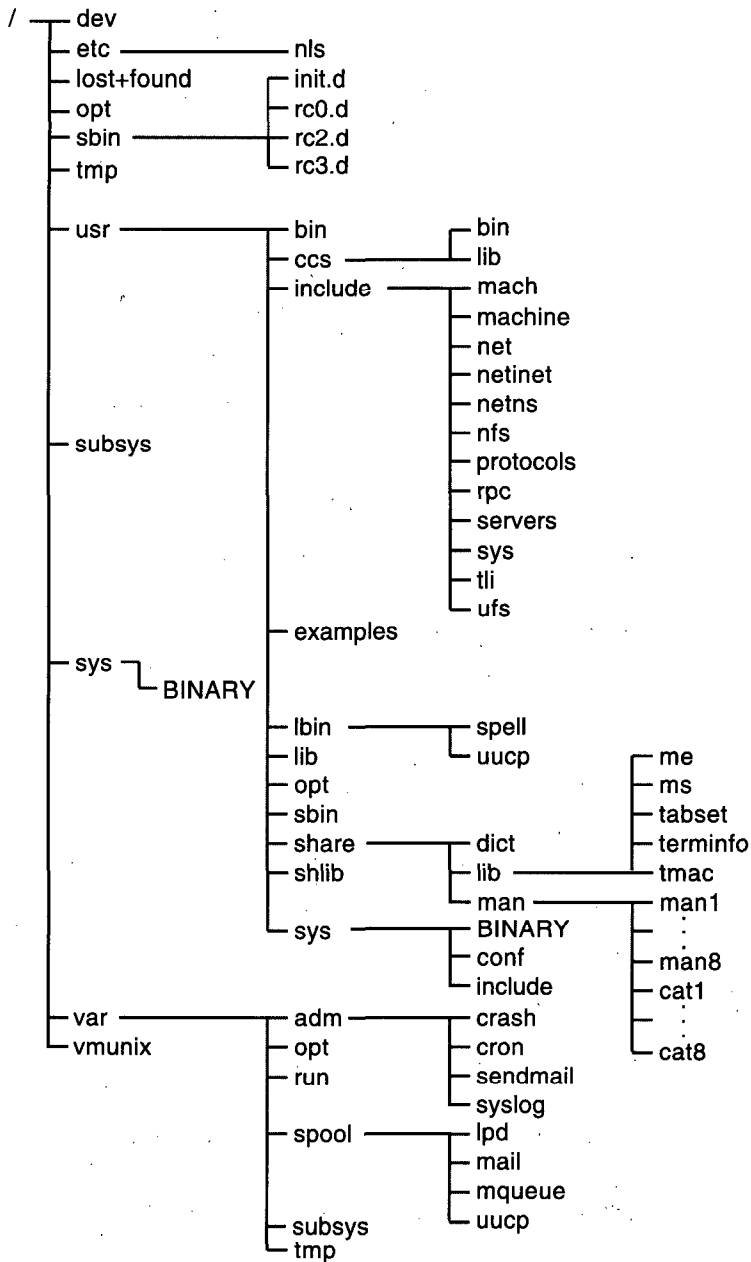 / dev
etc nls
lost+found init.d
opt rc0.d
sbin rc2.d
tmp rc3.d
usr bin bin
ccs lib
include mach
machine
net
netinet
netns
nfs
subsys protocols
rpc
servers
sys
tli
ufs
examples
sys
BINARY
lbin spell
lib uucp me
opt ms
sbin tabset
share dict terminfo
shlib lib tmac
man man1
sys BINARY
conf man8
include cat1
var adm crash
vmunix opt cron cat8
run sendmail
syslog
spool lpd
mail
mqueue
subsys uucp
tmp